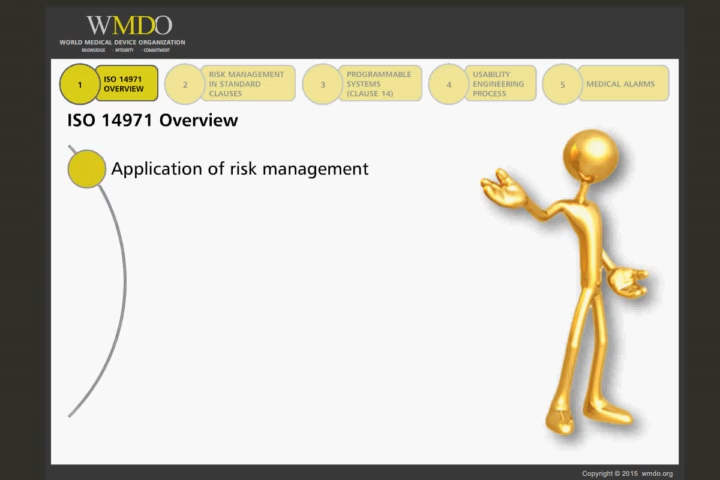 WMDO
WORLD MEDICAL DEVICE ORGANIZATION
KNOWLEDGE · INTEGRITY · COMMITMENT
1
ISO 14971
OVERVIEW
2
RISK MANAGEMENT
IN STANDARD
CLAUSES
3
PROGRAMMABLE
SYSTEMS
(CLAUSE 14)
4
USABILITY
ENGINEERING
PROCESS
5
MEDICAL ALARMS
ISO 14971 Overview
Application of risk management
Copyright © 2015 wmdo.org